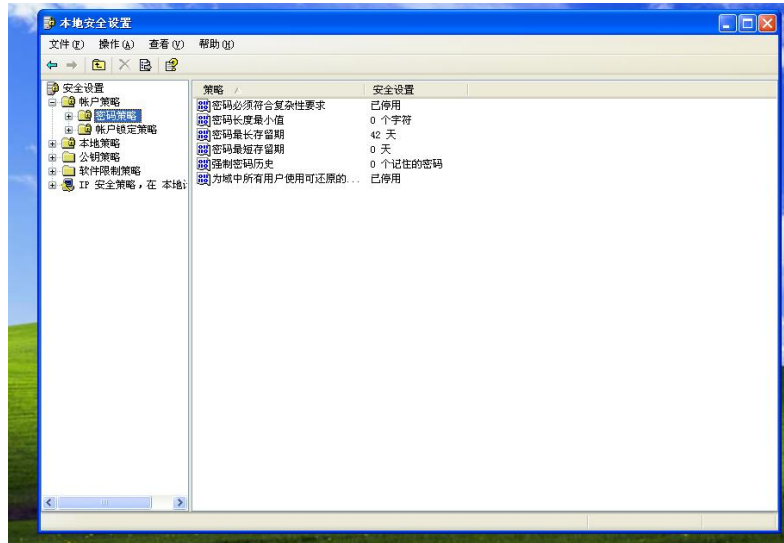 本地安全设置
文件(F) 操作(A) 查看(V) 帮助(H)
安全设置
帐户策略
密码策略
帐户锁定策略
本地策略
公钥策略
软件限制策略
IP 安全策略，在 本地计
策略 安全设置
密码必须符合复杂性要求 已停用
密码长度最小值 0 个字符
密码最长存留期 42 天
密码最短存留期 0 天
强制密码历史 0 个记住的密码
为域中所有用户使用可还原的... 已停用